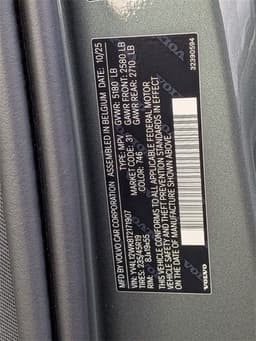 MFD BY VOLVO CAR CORPORATION ASSEMBLED IN BELGIUM DATE: 10/25
GVWR: 5180 LB
TYPE: MPV GAWR FRONT: 2580 LB
MARKET CODE: 31 GAWR REAR: 2710 LB
COLOR: 746
THIS VEHICLE CONFORMS TO ALL APPLICABLE FEDERAL MOTOR
VEHICLE SAFETY AND THEFT PREVENTION STANDARDS IN EFFECT ON THE
DATE OF MANUFACTURE SHOWN ABOVE.
VOLVO
32390594